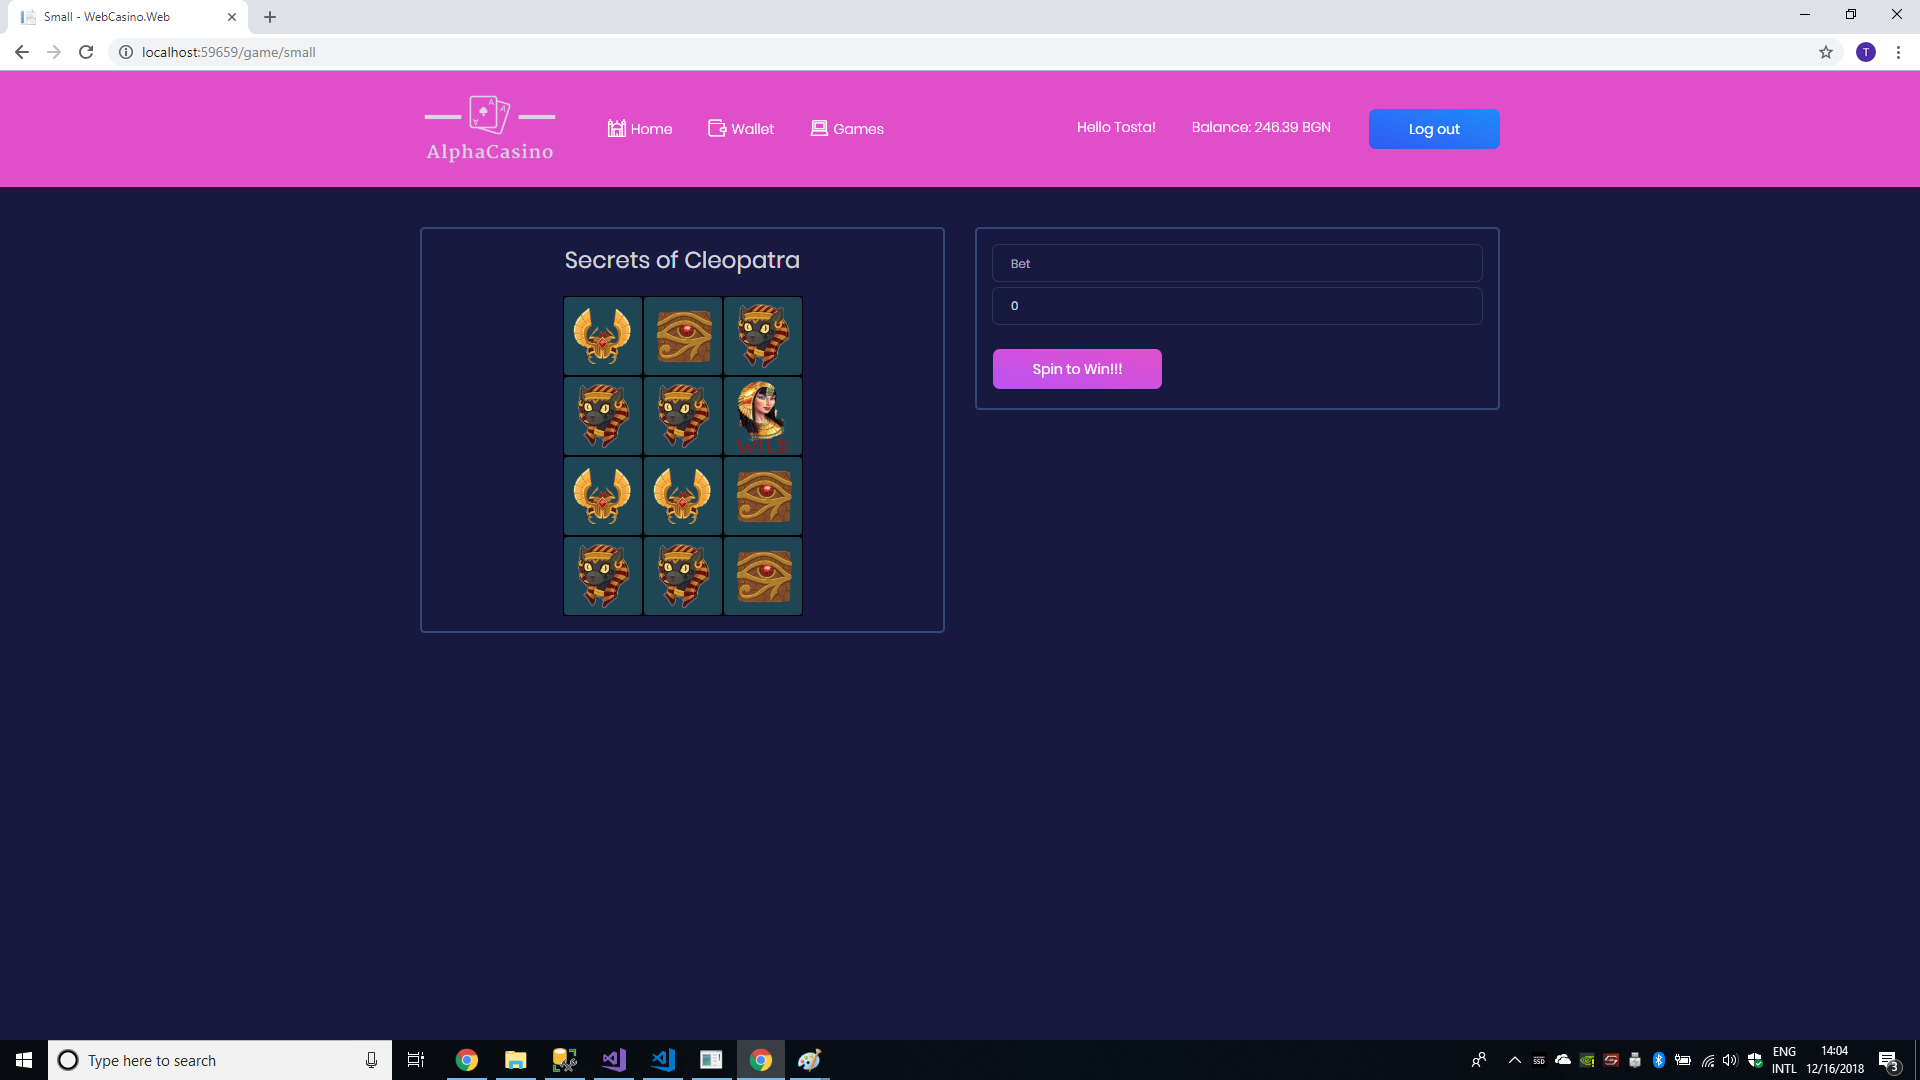 Small - WebCasino.Web
localhost:59659/game/small
T
A
A
A
AlphaCasino
Home
Wallet
Games
Hello Tosta!
Balance: 246.39 BGN
Log out
Secrets of Cleopatra
WILD
Bet
0
Spin to Win!!!
Type here to search
SSD
ENG
INTL
14:04
12/16/2018
3